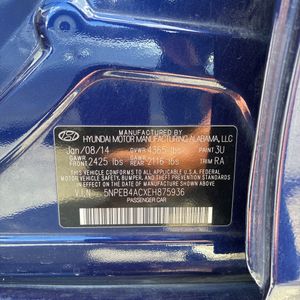 MANUFACTURED BY
HYUNDAI MOTOR MANUFACTURING ALABAMA, LLC
Jan/08/14 GVWR 4365 lbs PAINT 3U
GAWR FRONT 2425 lbs GAWR REAR 2116 lbs TRIM RA
THIS VEHICLE CONFORMS TO ALL APPLICABLE
FEDERAL MOTOR VEHICLE SAFETY, BUMPER,
AND THEFT PREVENTION STANDARDS
IN EFFECT ON THE DATE OF
MANUFACTURE SHOWN ABOVE.
V.I.N 5NPEB4ACXEH875936
PASSENGER CAR